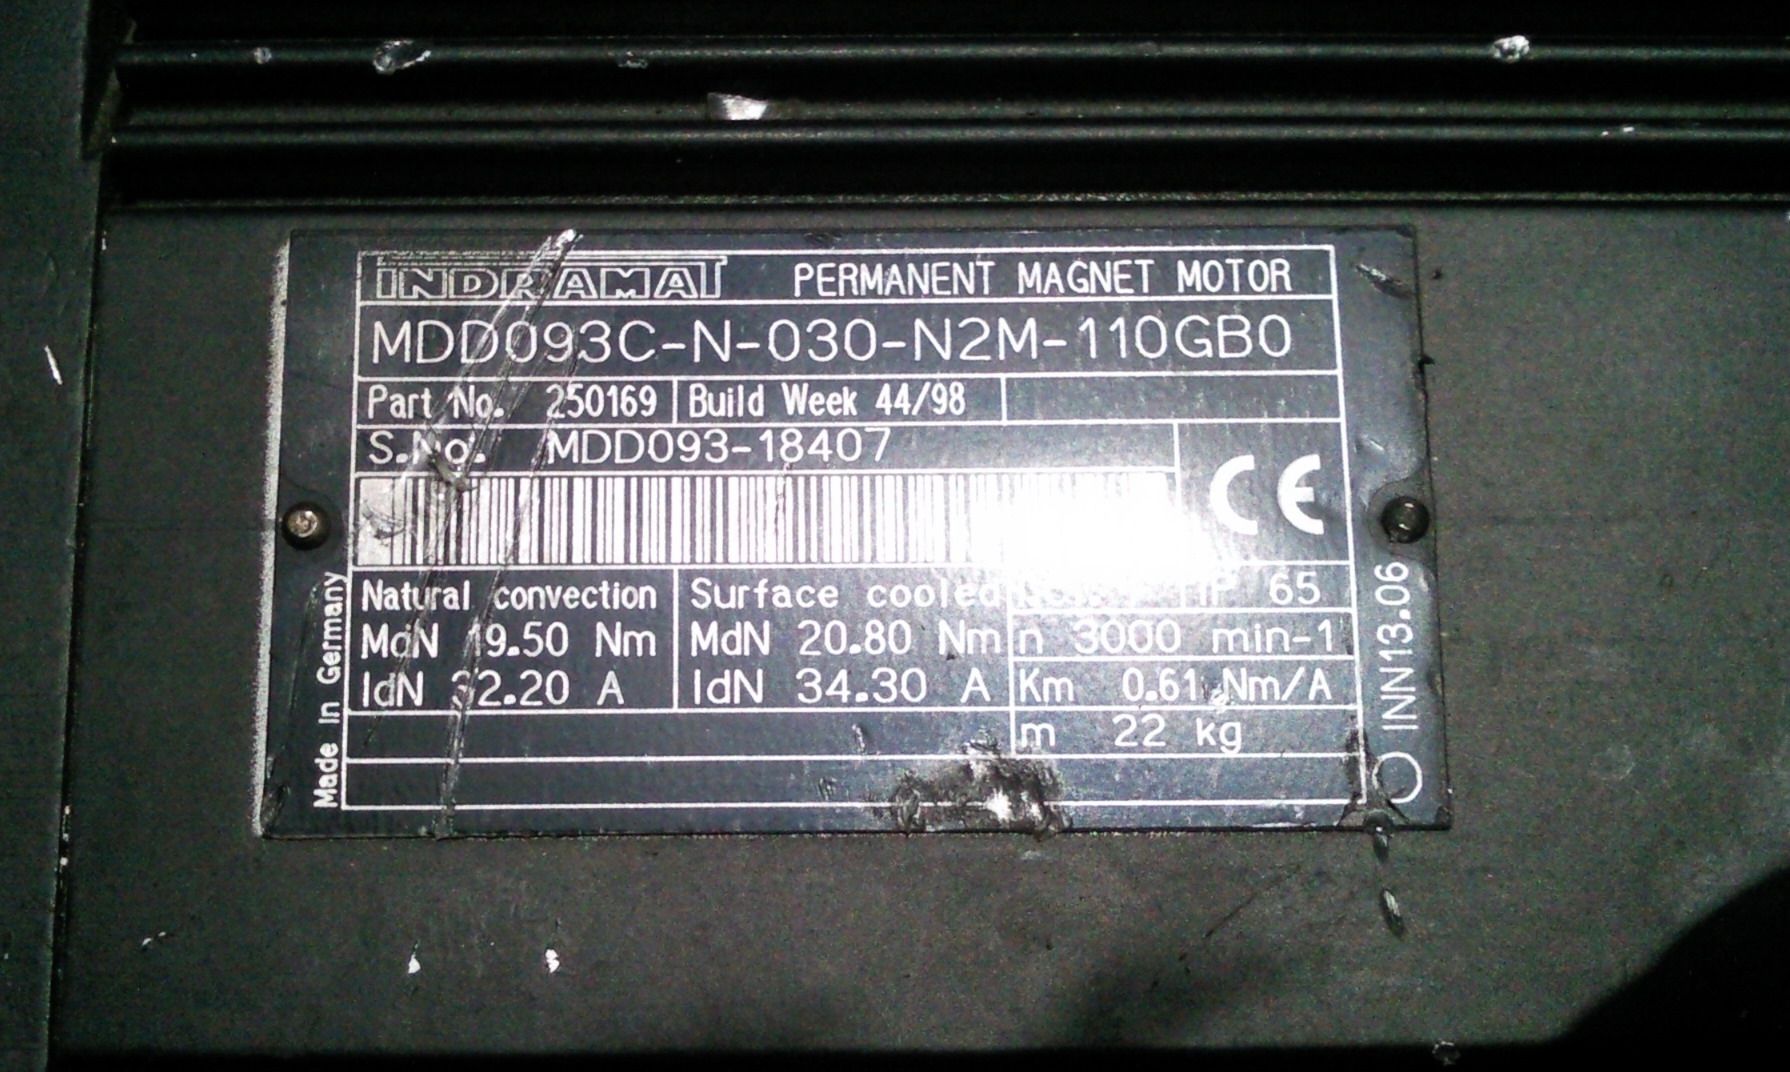 INDRAMAT PERMANENT MAGNET MOTOR
MDD093C-N-030-N2M-110GB0
Part No. 250169 Build Week 44/98
S.No. MDD093-18407
CE
Natural convection Surface cooled IP 65
MdN 19.50 Nm MdN 20.80 Nm n 3000 min-1
IdN 32.20 A IdN 34.30 A Km 0.61 Nm/A
m 22 kg
Made in Germany
INN13.06